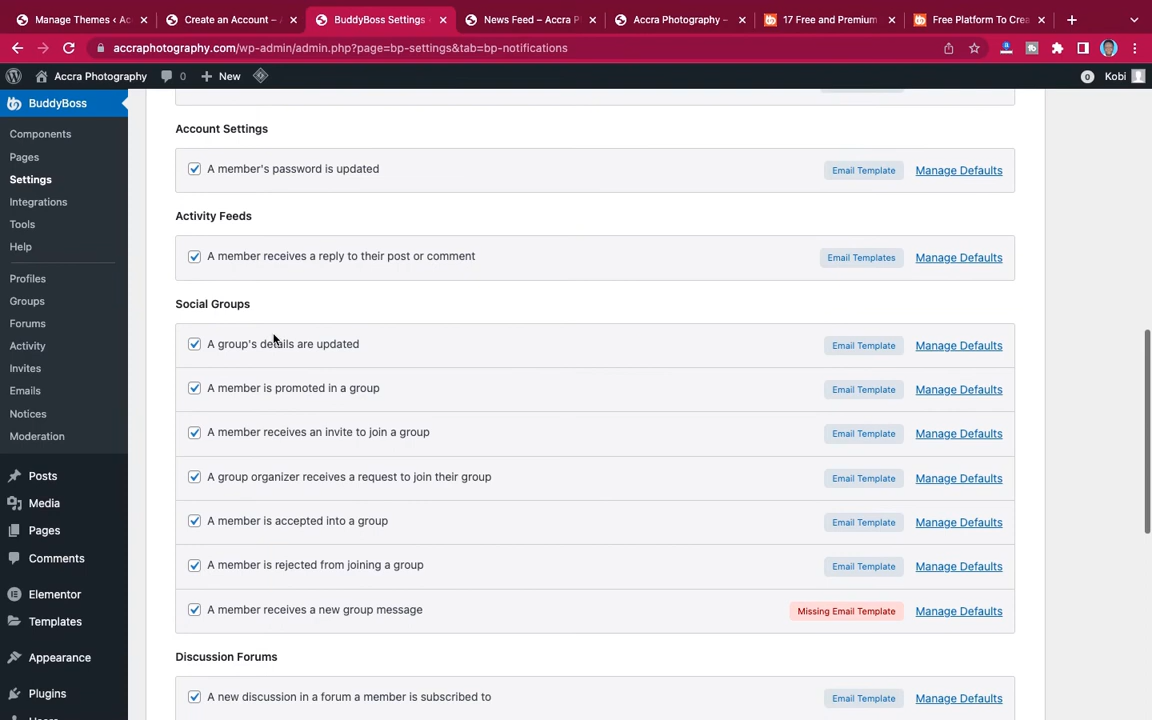 Manage Themes ‹ Ac
Create an Account –
BuddyBoss Settings ‹
News Feed – Accra P
Accra Photography –
17 Free and Premium
Free Platform To Crea
accraphotography.com/wp-admin/admin.php?page=bp-settings&tab=bp-notifications
Accra Photography
0
New
0
Kobi
BuddyBoss
Components
Pages
Settings
Integrations
Tools
Help
Profiles
Groups
Forums
Activity
Invites
Emails
Notices
Moderation
Posts
Media
Pages
Comments
Elementor
Templates
Appearance
Plugins
Account Settings
A member's password is updated Email Template Manage Defaults
Activity Feeds
A member receives a reply to their post or comment Email Templates Manage Defaults
Social Groups
A group's details are updated Email Template Manage Defaults
A member is promoted in a group Email Template Manage Defaults
A member receives an invite to join a group Email Template Manage Defaults
A group organizer receives a request to join their group Email Template Manage Defaults
A member is accepted into a group Email Template Manage Defaults
A member is rejected from joining a group Email Template Manage Defaults
A member receives a new group message Missing Email Template Manage Defaults
Discussion Forums
A new discussion in a forum a member is subscribed to Email Template Manage Defaults